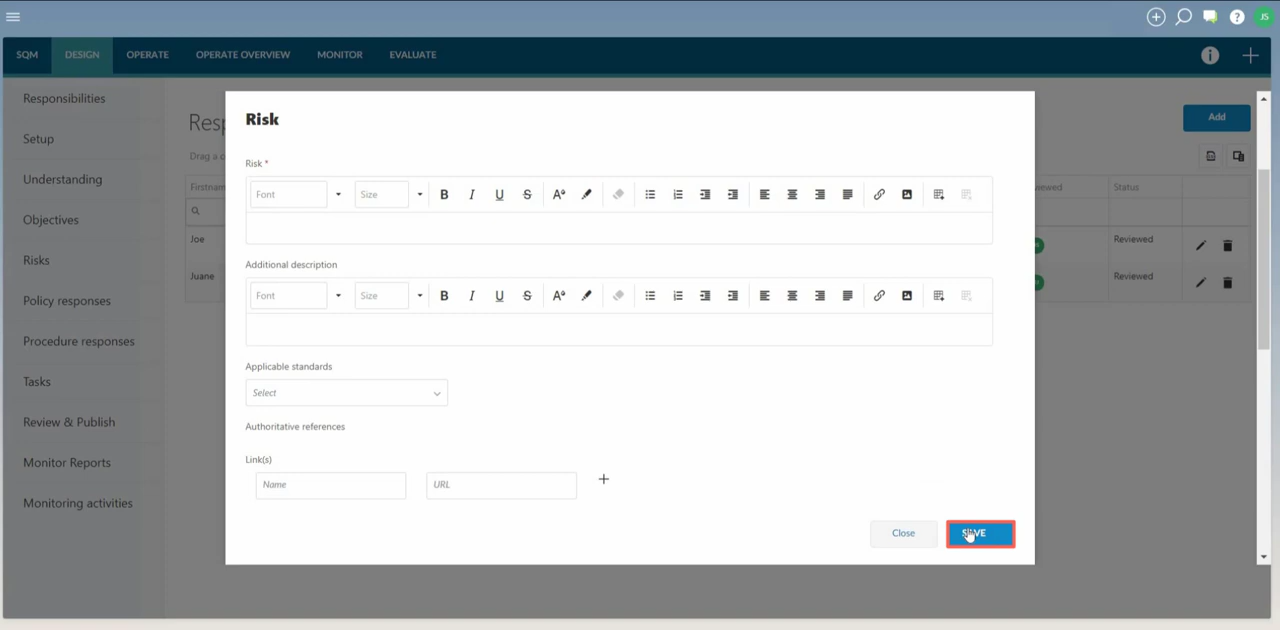 JS
SQM DESIGN OPERATE OPERATE OVERVIEW MONITOR EVALUATE
Responsibilities
Setup
Understanding
Objectives
Risks
Policy responses
Procedure responses
Tasks
Review & Publish
Monitor Reports
Monitoring activities
Resp
Add
Drag a c
Firstnam
ewed
Status
Joe
Reviewed
Juane
Reviewed
Risk
Risk *
Font Size B I U S
Additional description
Font Size B I U S
Applicable standards
Select
Authoritative references
Link(s)
Name URL
Close SAVE